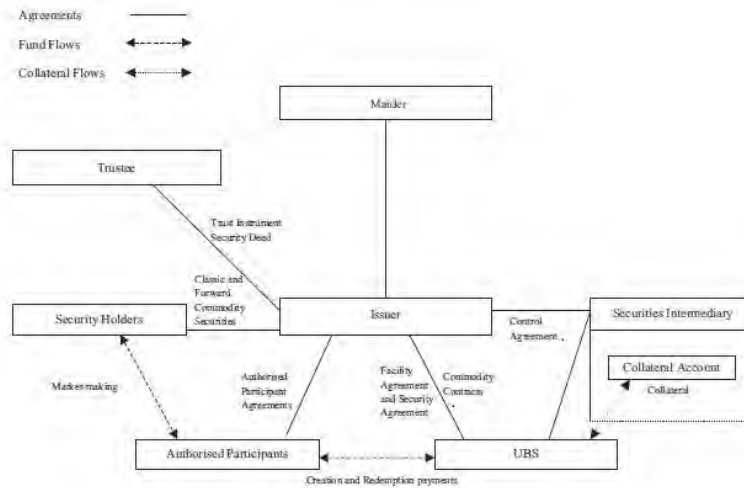 Agreements
Fund Flows
Collateral Flows
Trustee
Trust Instrument
Security Deed
Classic and
Forward
Commodity
Securities
Security Holders
Issuer
Securities Intermediary
Control
Agreement
Collateral Account
Collateral
Market-making
Authorised
Participant
Agreements
Facility
Agreement
and Security
Agreement
Commodity
Contracts
Authorised Participants
UBS
Creation and Redemption payments